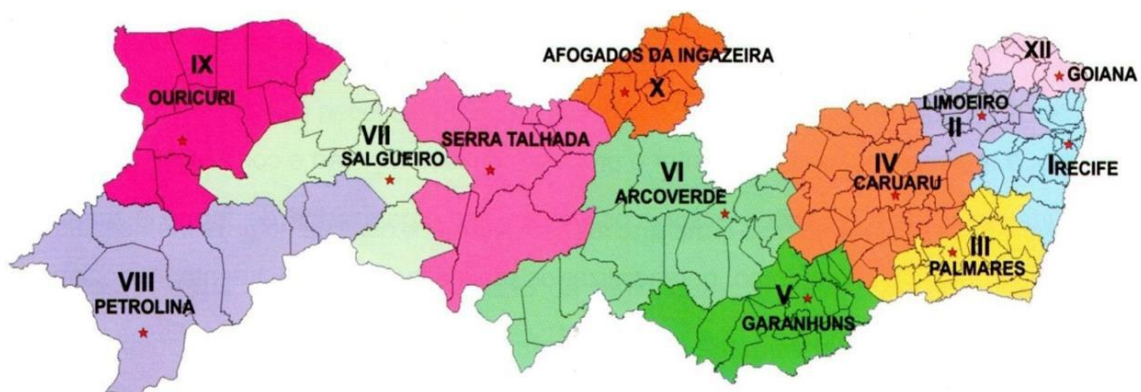 IX
OURICURI
VII
SALGUEIRO
SERRA TALHADA
AFOGADOS DA INGAZEIRA
X
VI
ARCOVERDE
IV
CARUARU
XII
GOIANA
LIMOEIRO
II
I RECIFE
III
PALMARES
V
GARANHUNS
VIII
PETROLINA